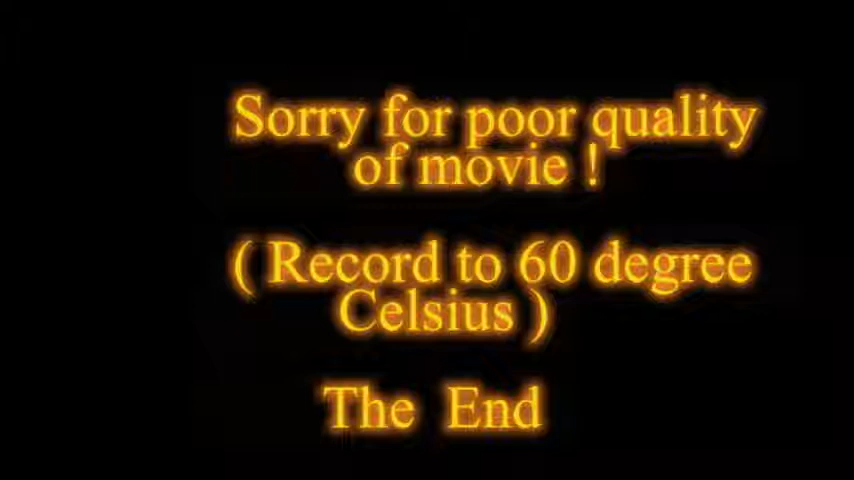 Sorry for poor quality
of movie !
( Record to 60 degree
Celsius )
The End